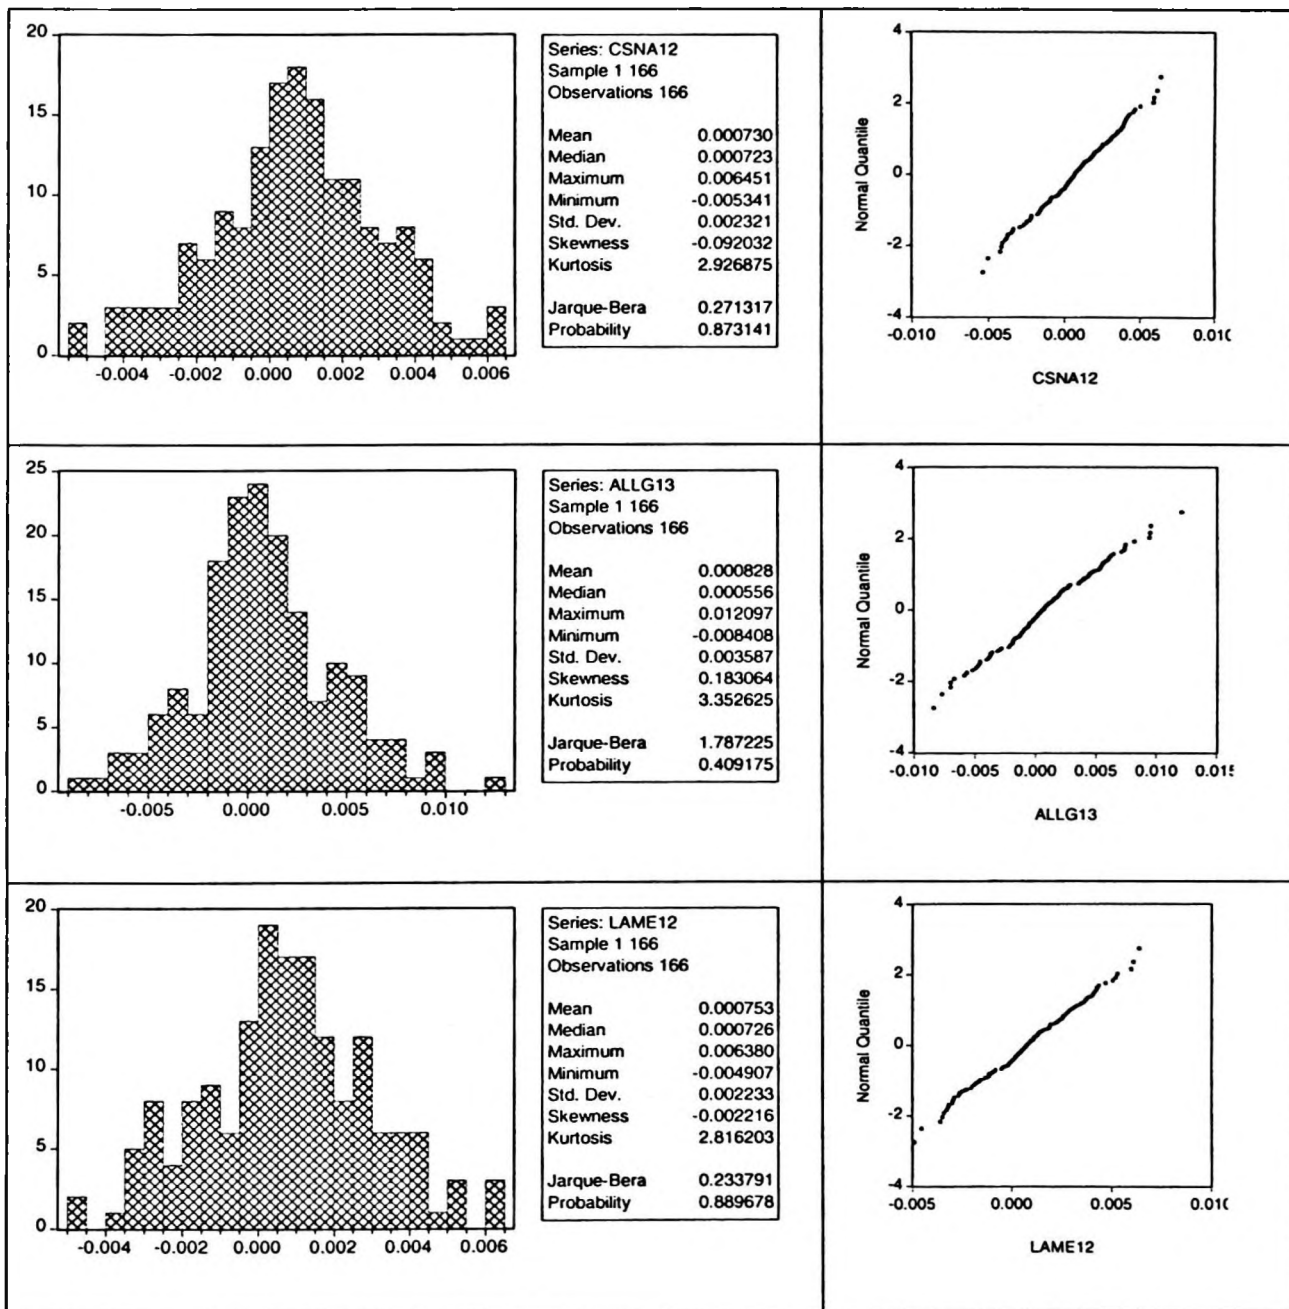 20
15
10
5
0
-0.004 -0.002 0.000 0.002 0.004 0.006
Series: CSNA12
Sample 1 166
Observations 166
Mean 0.000730
Median 0.000723
Maximum 0.006451
Minimum -0.005341
Std. Dev. 0.002321
Skewness -0.092032
Kurtosis 2.926875
Jarque-Bera 0.271317
Probability 0.873141
Normal Quantile
4
2
0
-2
-4
-0.010 -0.005 0.000 0.005 0.010
CSNA12
25
20
15
10
5
0
-0.005 0.000 0.005 0.010
Series: ALLG13
Sample 1 166
Observations 166
Mean 0.000828
Median 0.000556
Maximum 0.012097
Minimum -0.008408
Std. Dev. 0.003587
Skewness 0.183064
Kurtosis 3.352625
Jarque-Bera 1.787225
Probability 0.409175
Normal Quantile
4
2
0
-2
-4
-0.010 -0.005 0.000 0.005 0.010 0.015
ALLG13
20
15
10
5
0
-0.004 -0.002 0.000 0.002 0.004 0.006
Series: LAME12
Sample 1 166
Observations 166
Mean 0.000753
Median 0.000726
Maximum 0.006380
Minimum -0.004907
Std. Dev. 0.002233
Skewness -0.002216
Kurtosis 2.816203
Jarque-Bera 0.233791
Probability 0.889678
Normal Quantile
4
2
0
-2
-4
-0.005 0.000 0.005 0.010
LAME12